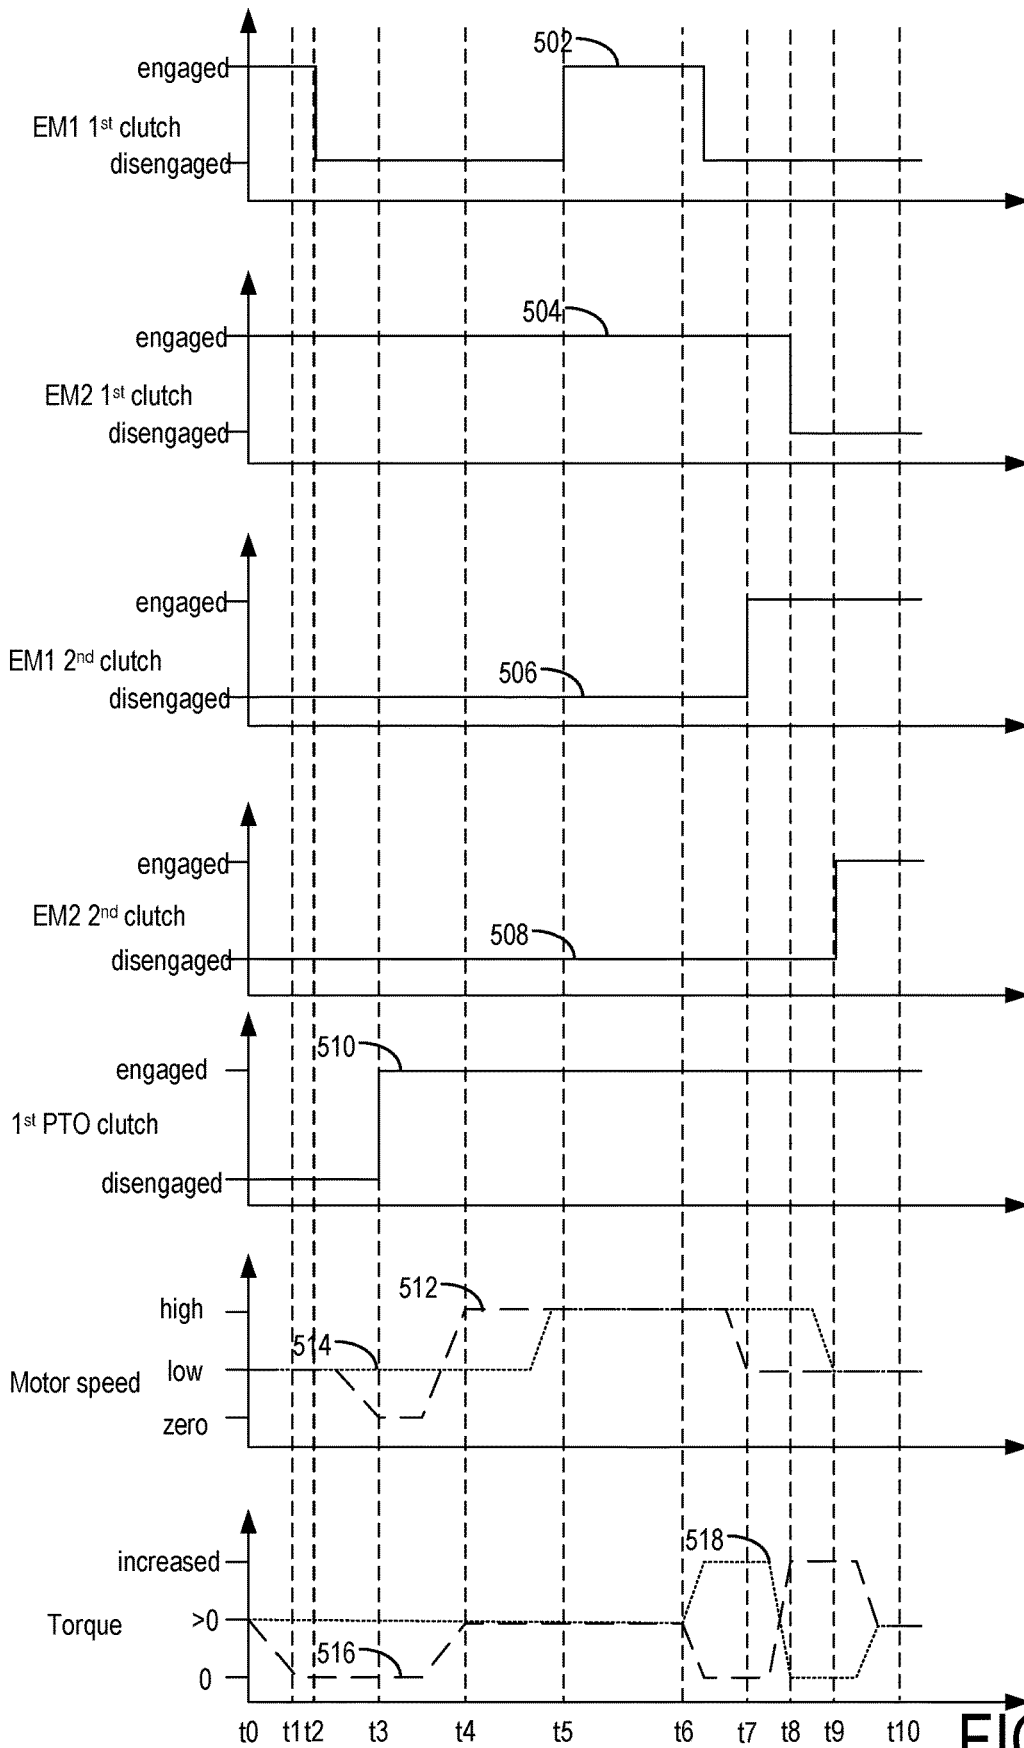 502
engaged
EM1 1st clutch
disengaged
504
engaged
EM2 1st clutch
disengaged
engaged
EM1 2nd clutch
506
disengaged
engaged
EM2 2nd clutch
508
disengaged
510
engaged
1st PTO clutch
disengaged
512
high
514
low
Motor speed
zero
518
increased
>0
Torque
516
0
t0 t1 t2 t3 t4 t5 t6 t7 t8 t9 t10